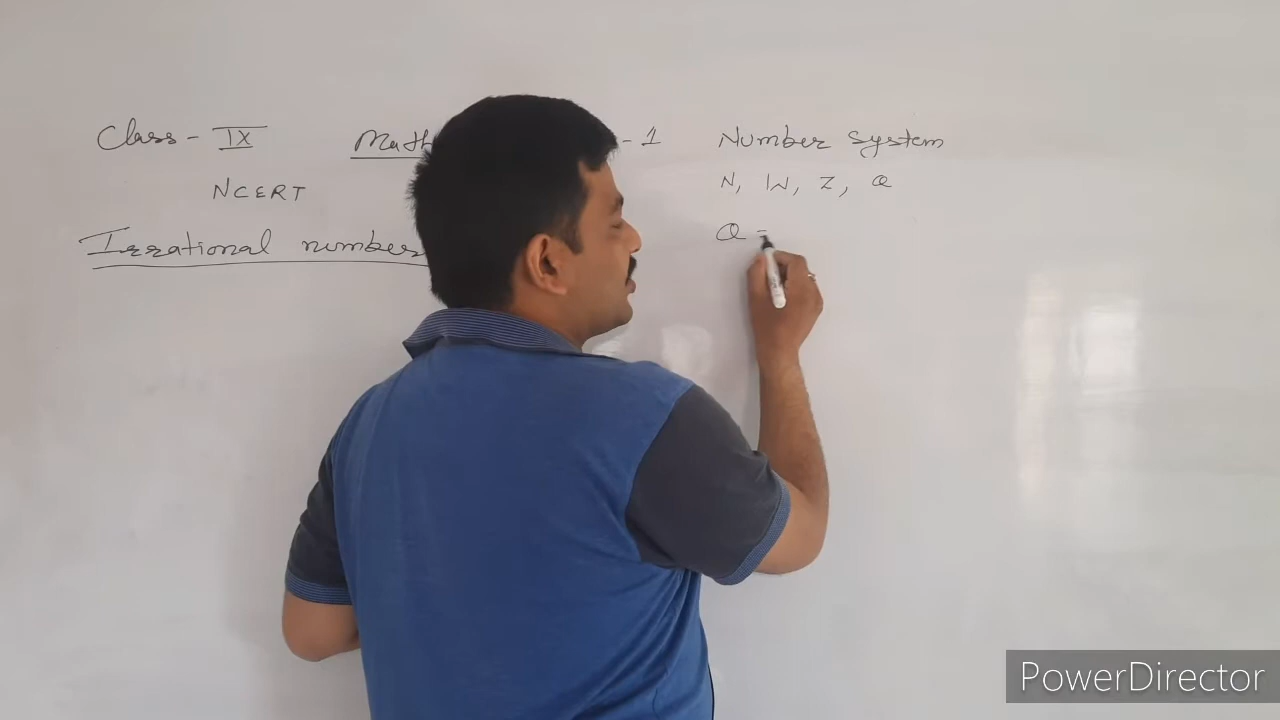 Class - IX Math - 1 Number System
NCERT N, W, Z, Q
Irrational numbers Q =
PowerDirector